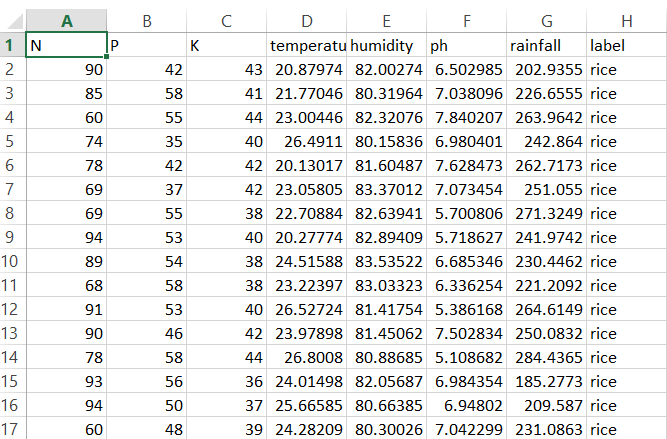 A B C D E F G H
1 N P K temperatu humidity ph rainfall label
2 90 42 43 20.87974 82.00274 6.502985 202.9355 rice
3 85 58 41 21.77046 80.31964 7.038096 226.6555 rice
4 60 55 44 23.00446 82.32076 7.840207 263.9642 rice
5 74 35 40 26.4911 80.15836 6.980401 242.864 rice
6 78 42 42 20.13017 81.60487 7.628473 262.7173 rice
7 69 37 42 23.05805 83.37012 7.073454 251.055 rice
8 69 55 38 22.70884 82.63941 5.700806 271.3249 rice
9 94 53 40 20.27774 82.89409 5.718627 241.9742 rice
10 89 54 38 24.51588 83.53522 6.685346 230.4462 rice
11 68 58 38 23.22397 83.03323 6.336254 221.2092 rice
12 91 53 40 26.52724 81.41754 5.386168 264.6149 rice
13 90 46 42 23.97898 81.45062 7.502834 250.0832 rice
14 78 58 44 26.8008 80.88685 5.108682 284.4365 rice
15 93 56 36 24.01498 82.05687 6.984354 185.2773 rice
16 94 50 37 25.66585 80.66385 6.94802 209.587 rice
17 60 48 39 24.28209 80.30026 7.042299 231.0863 rice